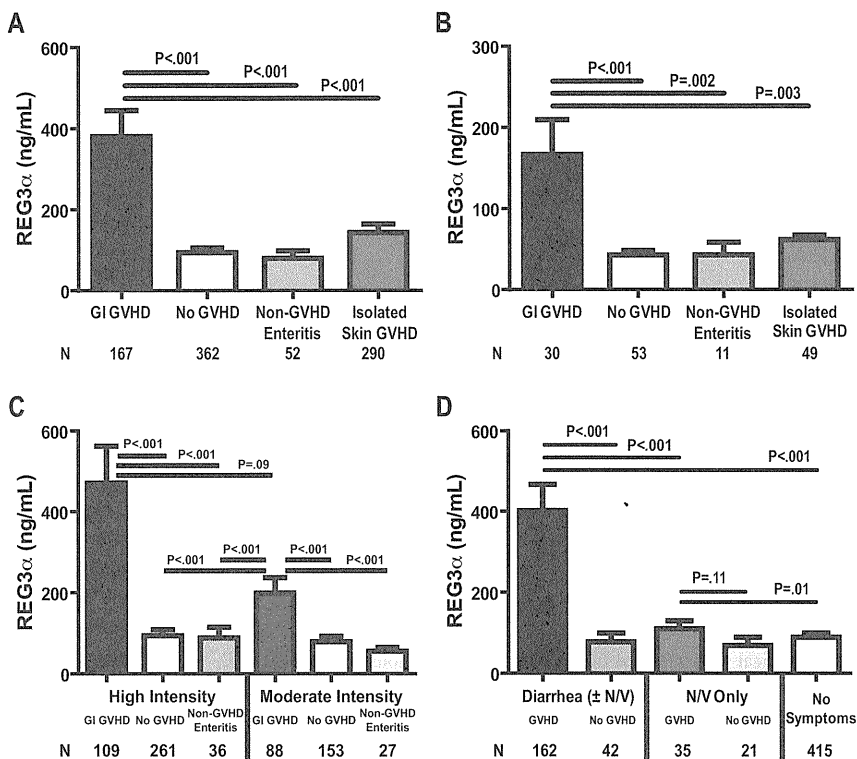 A
REG3α (ng/mL)
600
400
200
0
P<.001
P<.001
P<.001
GI GVHD No GVHD Non-GVHD Enteritis Isolated Skin GVHD
N 167 362 52 290
B
REG3α (ng/mL)
300
200
100
0
P<.001
P=.002
P=.003
GI GVHD No GVHD Non-GVHD Enteritis Isolated Skin GVHD
N 30 53 11 49
C
REG3α (ng/mL)
600
400
200
0
P<.001
P<.001
P=.09
P<.001
P<.001
P<.001
P<.001
High Intensity Moderate Intensity
GI GVHD No GVHD Non-GVHD Enteritis GI GVHD No GVHD Non-GVHD Enteritis
N 109 261 36 88 153 27
D
REG3α (ng/mL)
600
400
200
0
P<.001
P<.001
P<.001
P=.11
P=.01
Diarrhea (± N/V) N/V Only No Symptoms
GVHD No GVHD GVHD No GVHD
N 162 42 35 21 415